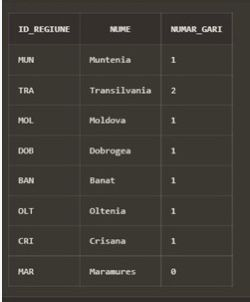 ID_REGIUNE NUME NUMAR_GARI
MUN Muntenia 1
TRA Transilvania 2
MOL Moldova 1
DOB Dobrogea 1
BAN Banat 1
OLT Oltenia 1
CRI Crisana 1
MAR Maramures 0